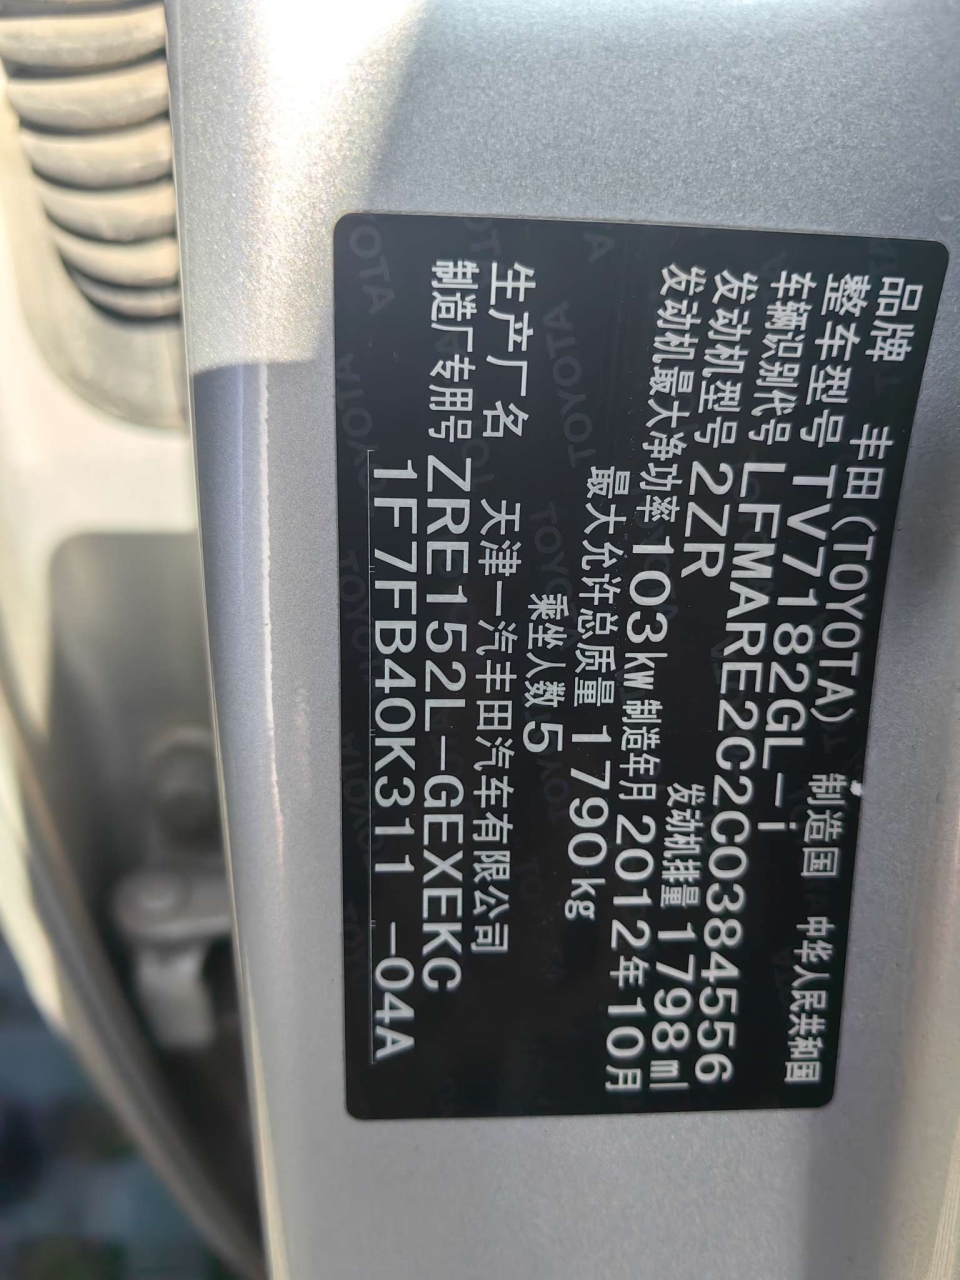 品牌 丰田(TOYOTA) 制造国 中华人民共和国
整车型号 TV7182GL-i
车辆识别代号 LFMARE2C2C0384556
发动机型号 2ZR 发动机排量 1798ml
发动机最大净功率 103kw 制造年月 2012年10月
最大允许总质量 1790kg
乘坐人数 5
生产厂名 天津一汽丰田汽车有限公司
制造厂专用号 ZRE152L-GEXEKC
1F7FB40K311 -04A